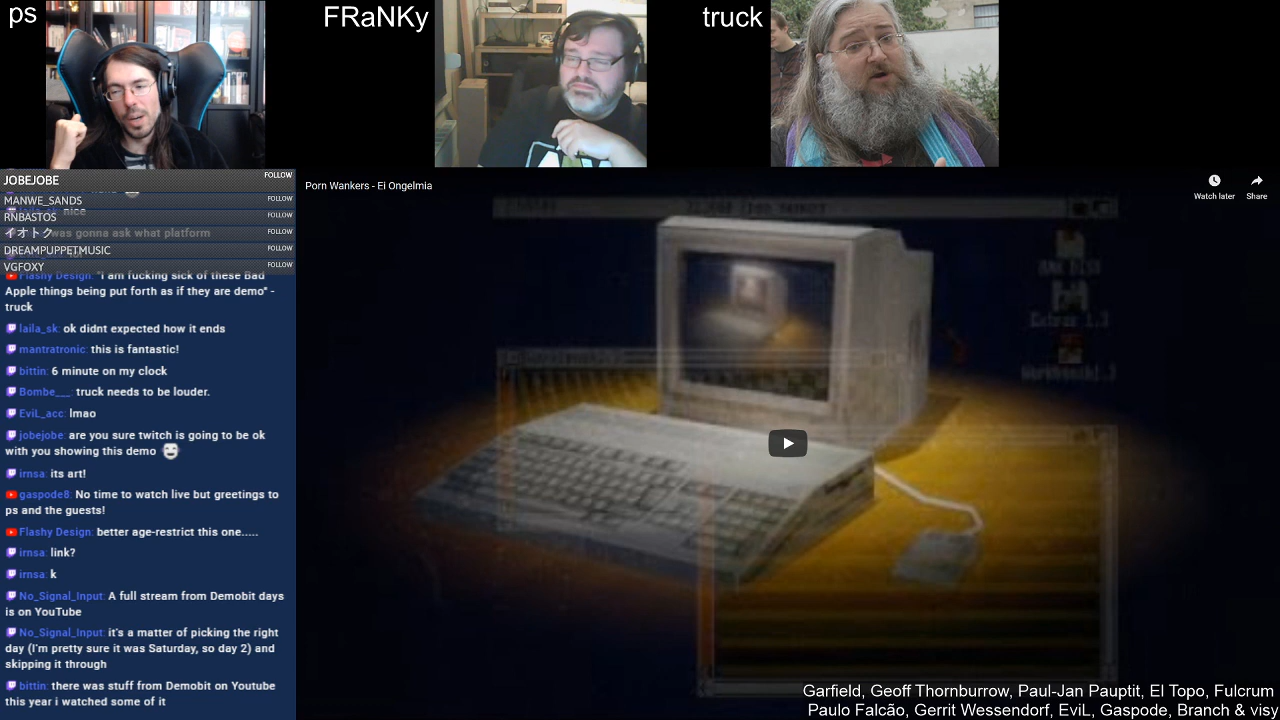 ps
FRaNKy
truck
JOBEJOBE
FOLLOW
MANWE_SANDS
FOLLOW
nice
RNBASTOS
FOLLOW
イオトク
was gonna ask what platform
FOLLOW
DREAMPUPPETMUSIC
FOLLOW
VGFOXY
FOLLOW
Flashy Design: "I am fucking sick of these Bad
Apple things being put forth as if they are demo" -
truck
laila_sk: ok didnt expected how it ends
mantratronic: this is fantastic!
bittin: 6 minute on my clock
Bombe___: truck needs to be louder.
EviL_acc: lmao
jobejobe: are you sure twitch is going to be ok
with you showing this demo
irnsa: its art!
gaspode8: No time to watch live but greetings to
ps and the guests!
Flashy Design: better age-restrict this one.....
irnsa: link?
irnsa: k
No_Signal_Input: A full stream from Demobit days
is on YouTube
No_Signal_Input: it's a matter of picking the right
day (I'm pretty sure it was Saturday, so day 2) and
skipping it through
bittin: there was stuff from Demobit on Youtube
this year i watched some of it
Porn Wankers - Ei Ongelmia
Watch later
Share
Garfield, Geoff Thornburrow, Paul-Jan Pauptit, El Topo, Fulcrum
Paulo Falcão, Gerrit Wessendorf, EviL, Gaspode, Branch & visy